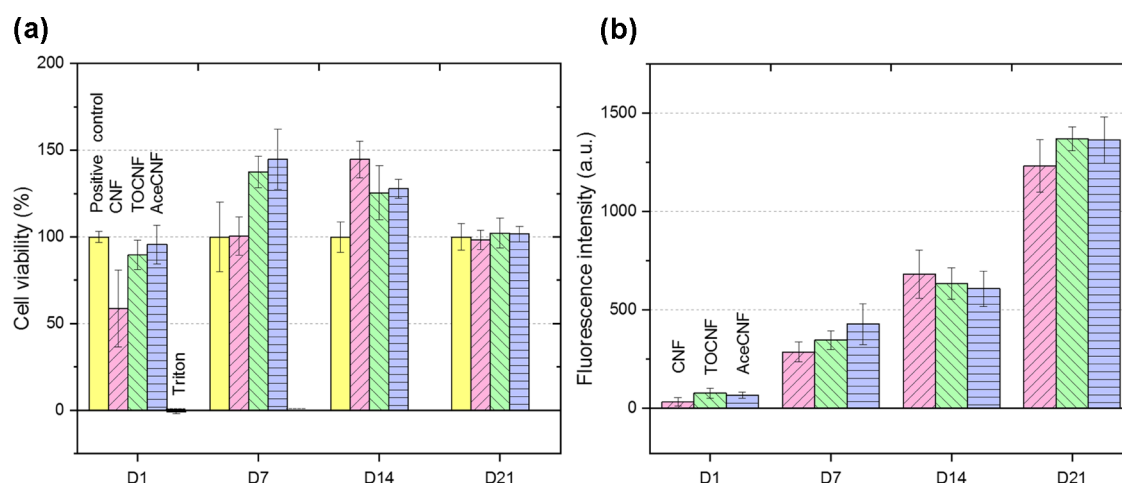 (a)
Cell viability (%)
200
150
100
50
0
Positive control
CNF
TOCNF
AceCNF
Triton
D1
D7
D14
D21
(b)
Fluorescence intensity (a.u.)
1500
1000
500
0
CNF
TOCNF
AceCNF
D1
D7
D14
D21